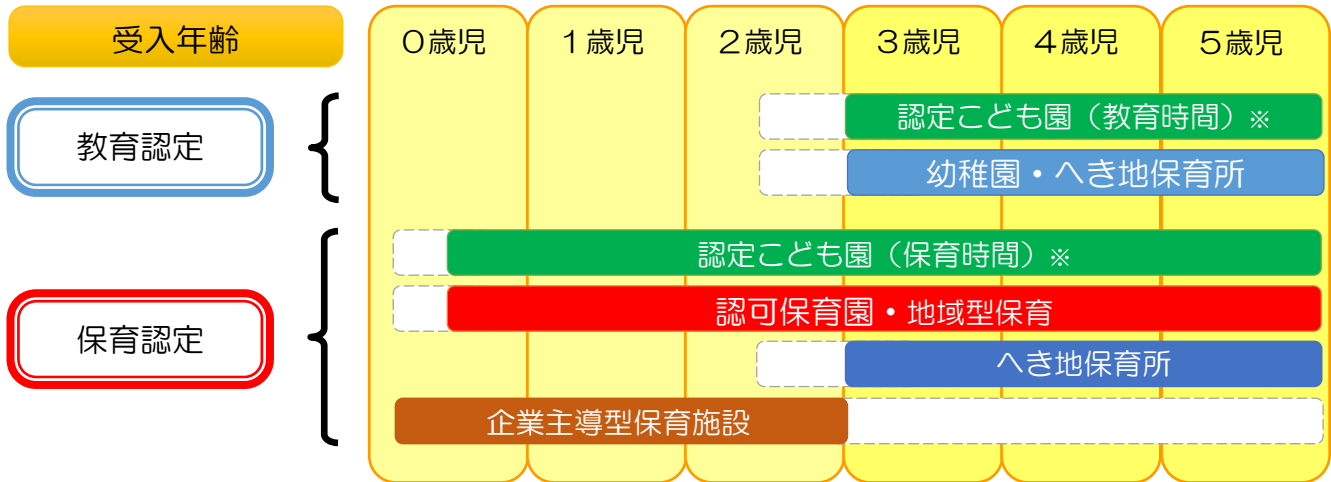 受入年齢
０歳児
１歳児
２歳児
３歳児
４歳児
５歳児
教育認定
認定こども園（教育時間）※
幼稚園・へき地保育所
保育認定
認定こども園（保育時間）※
認可保育園・地域型保育
へき地保育所
企業主導型保育施設